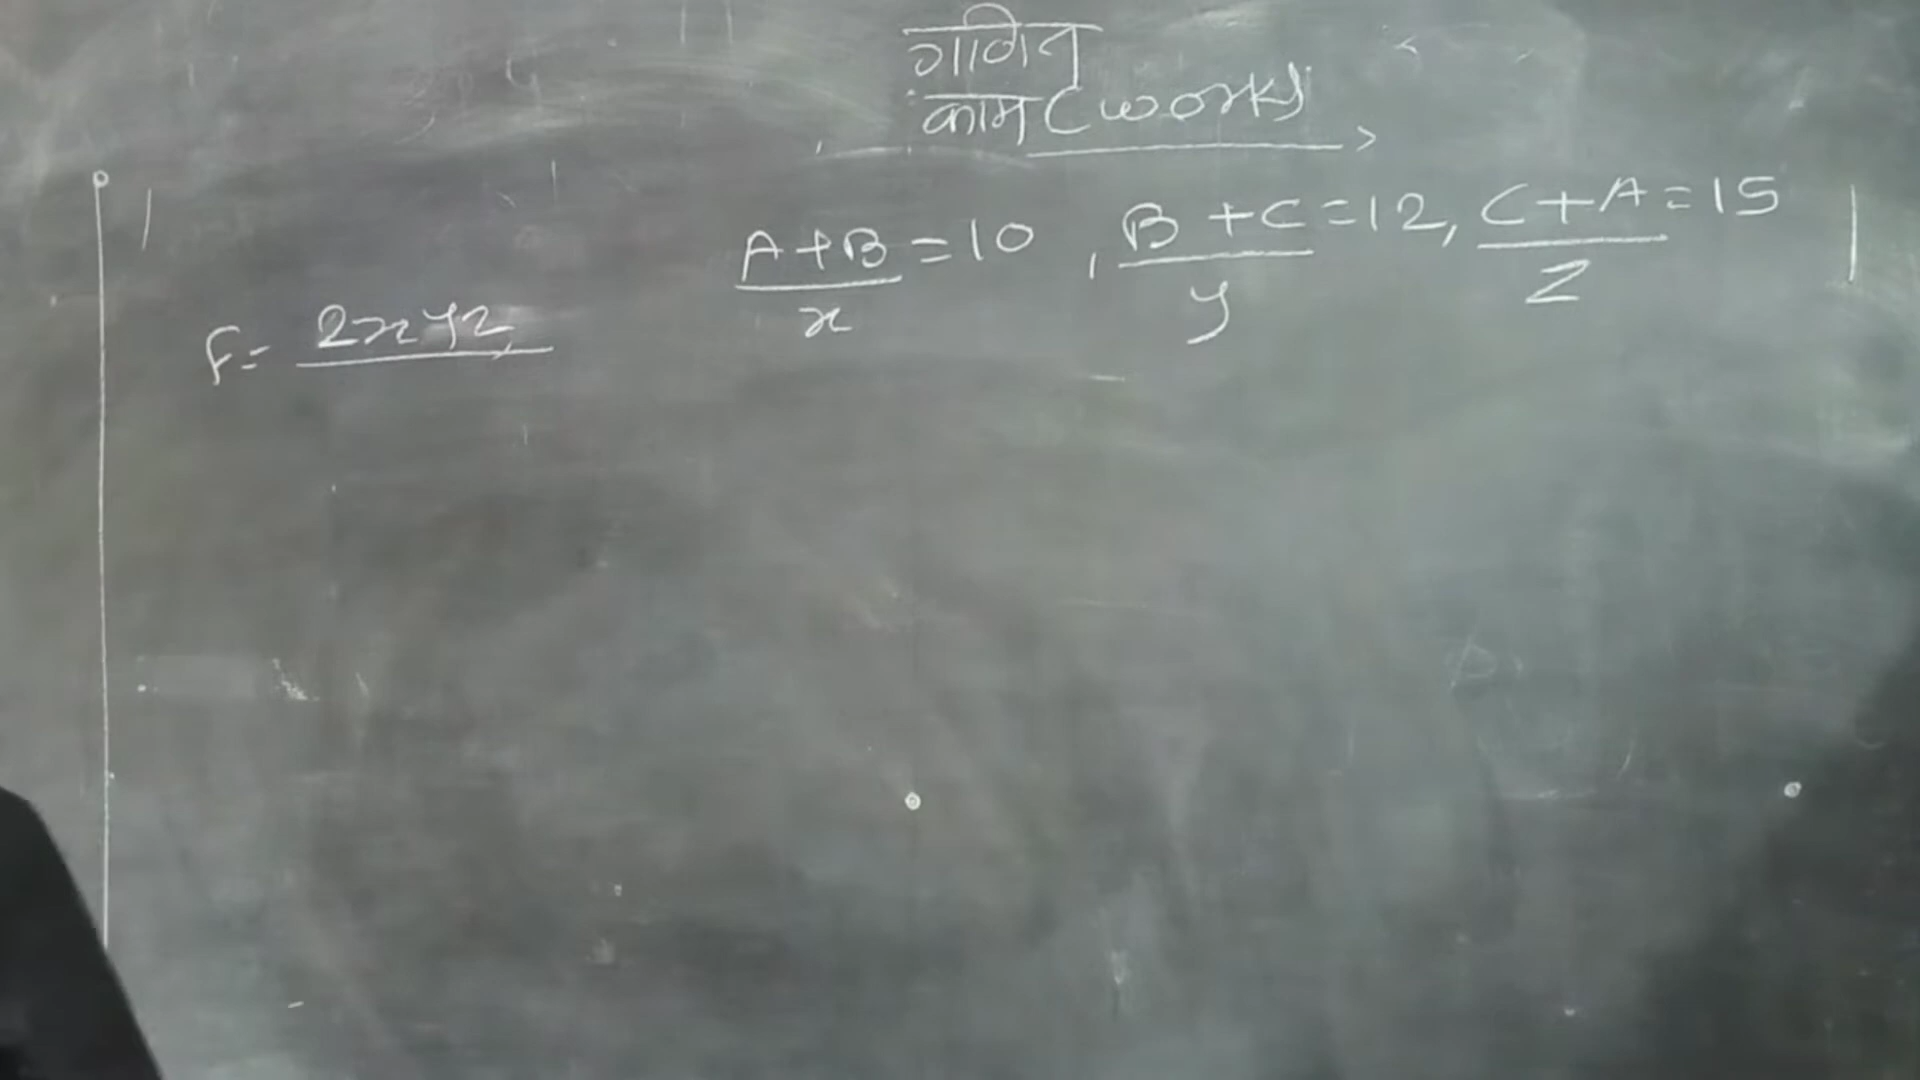 गणित
काम (work)
A+B = 10, B+C = 12, C+A = 15
x y z
F = 2xyz